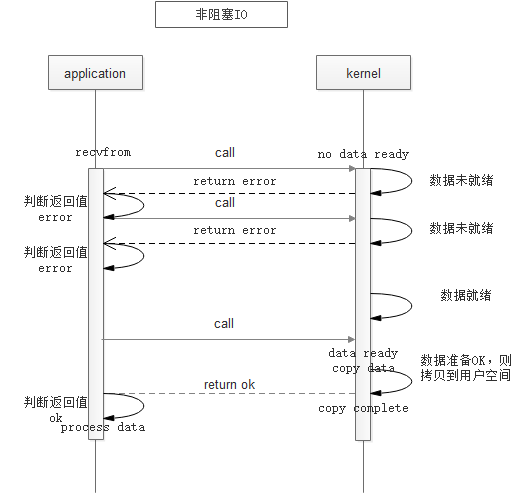 非阻塞IO
application
kernel
recvfrom
call
no data ready
return error
数据未就绪
判断返回值
error
call
return error
数据未就绪
判断返回值
error
数据就绪
call
data ready
copy data
数据准备OK，则
拷贝到用户空间
return ok
判断返回值
ok
copy complete
process data